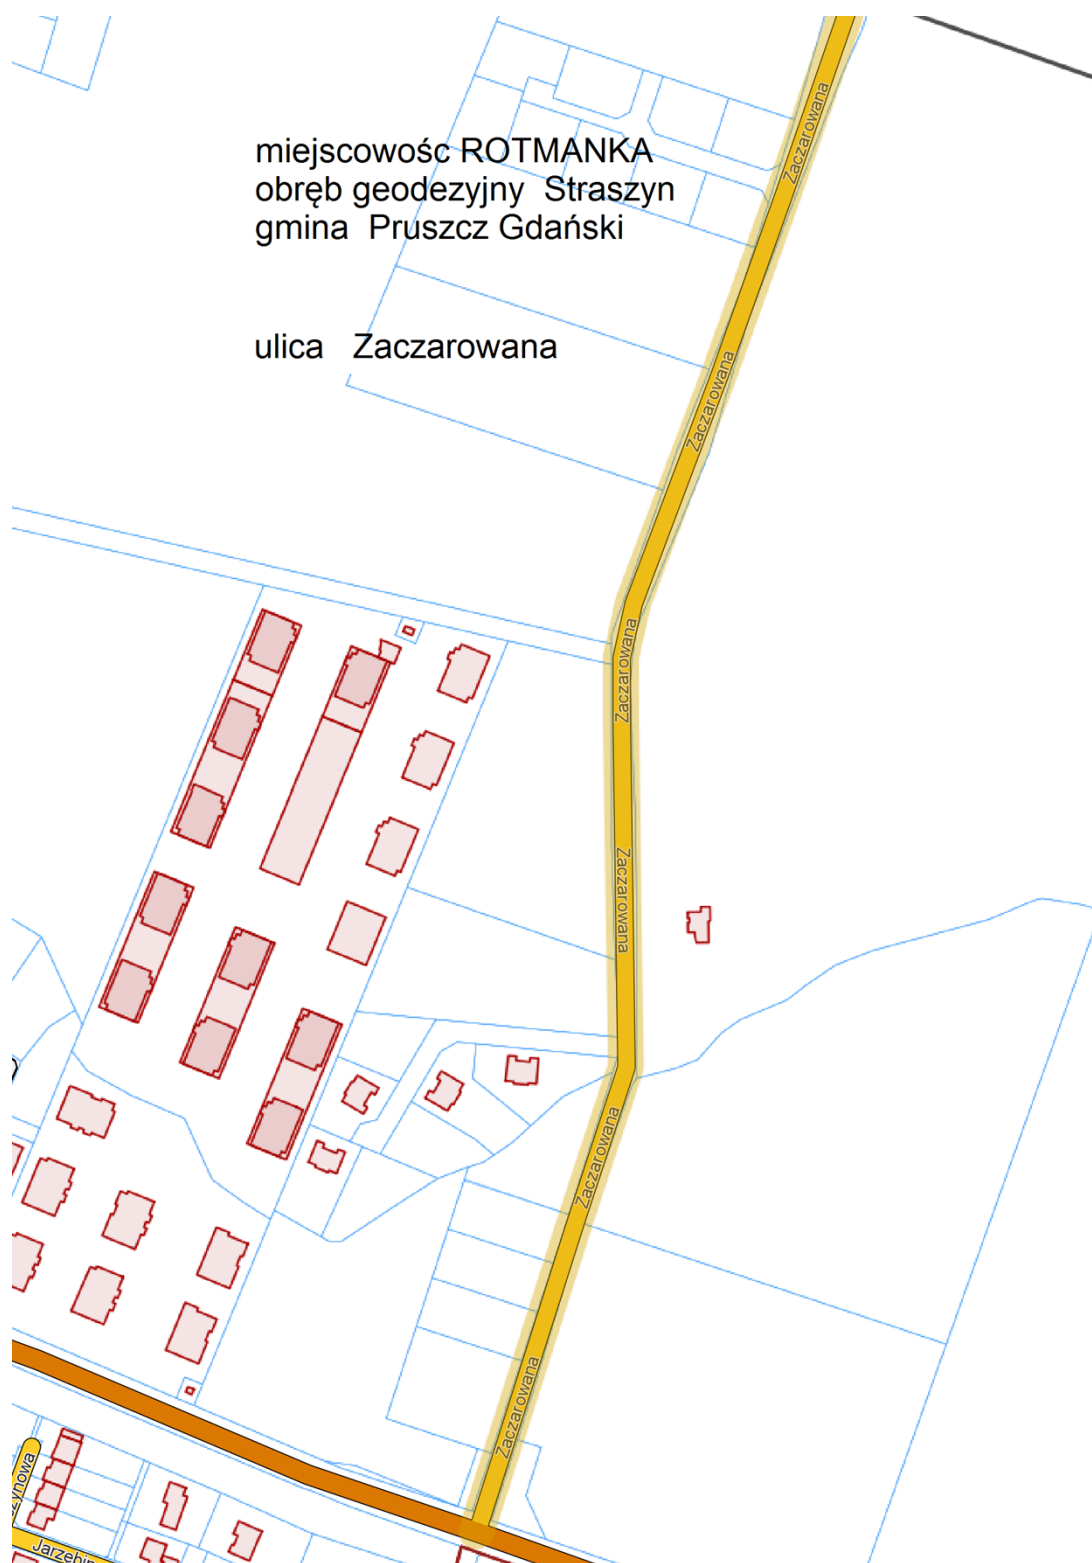 Zaczarowana
miejscowośc ROTMANKA
obręb geodezyjny Straszyn
gmina Pruszcz Gdański
ulica Zaczarowana
Zaczarowana
Zaczarowana
Zaczarowana
Zaczarowana
Zaczarowana